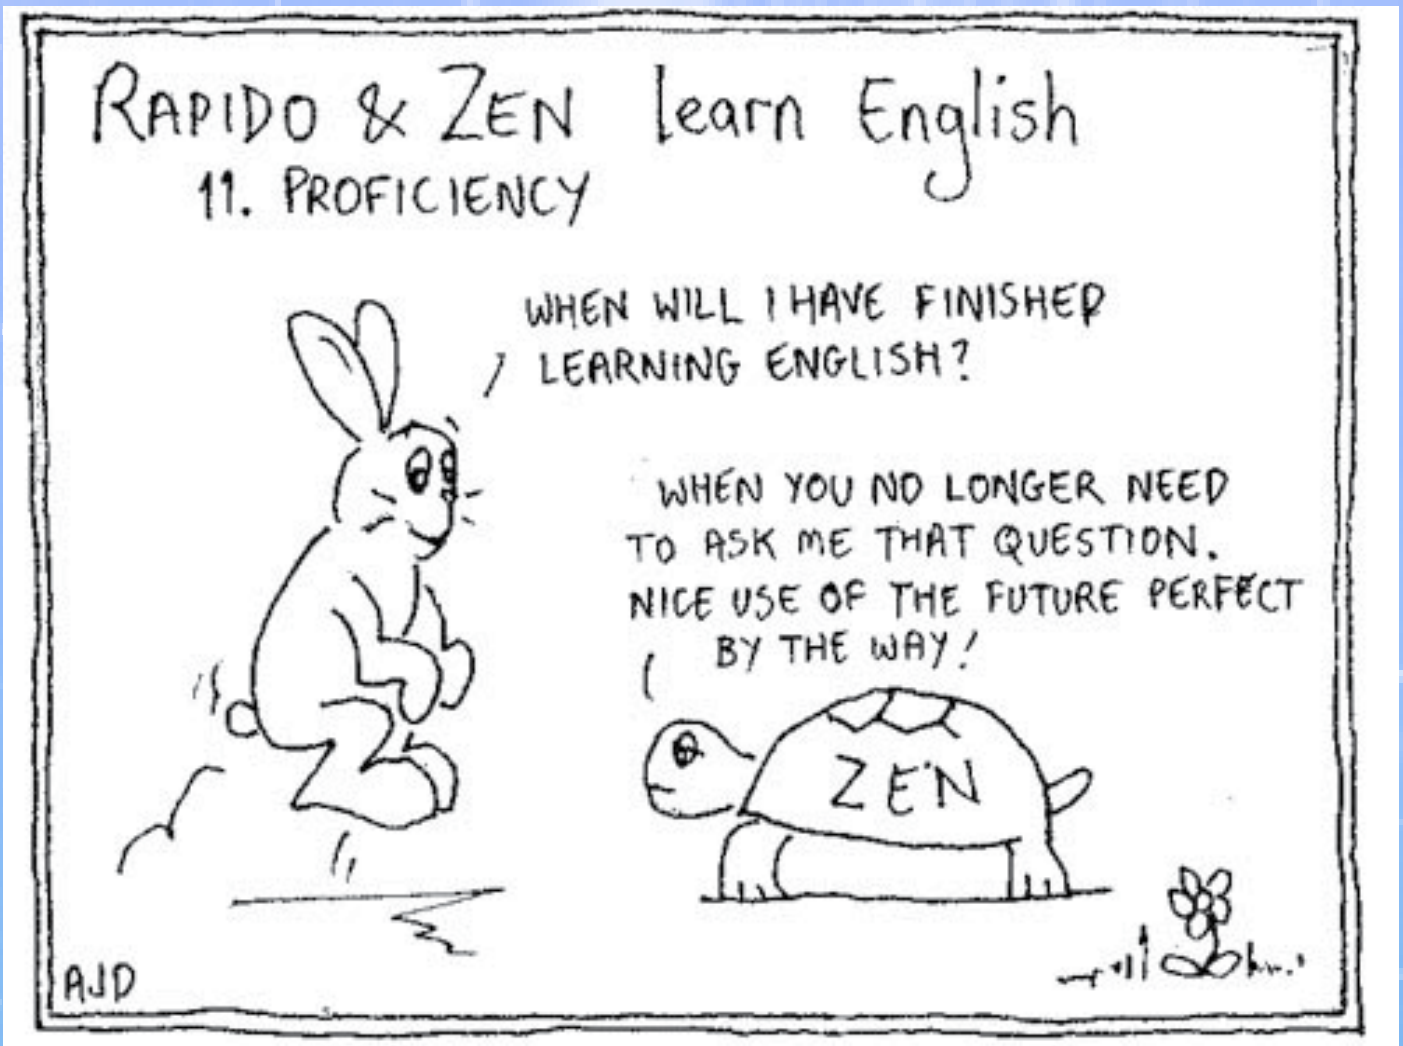 RAPIDO & ZEN learn English
11. PROFICIENCY
WHEN WILL I HAVE FINISHED
LEARNING ENGLISH?
WHEN YOU NO LONGER NEED
TO ASK ME THAT QUESTION.
NICE USE OF THE FUTURE PERFECT
BY THE WAY!
ZEN
AJD